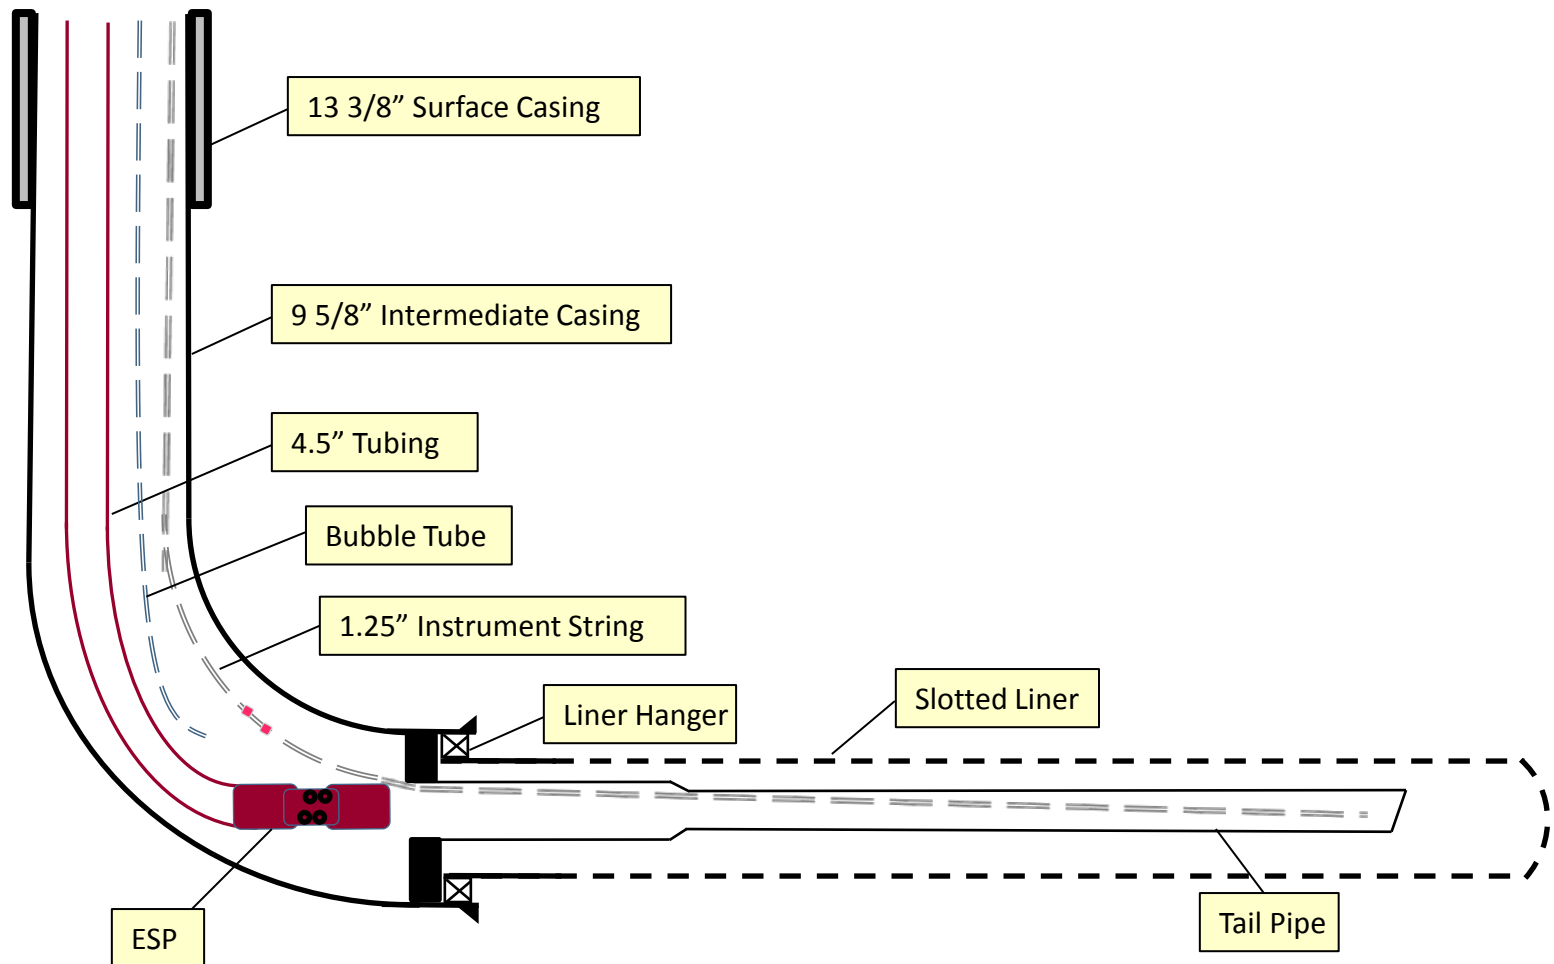 13 3/8” Surface Casing
9 5/8” Intermediate Casing
4.5” Tubing
Bubble Tube
1.25” Instrument String
Slotted Liner
Liner Hanger
Tail Pipe
ESP